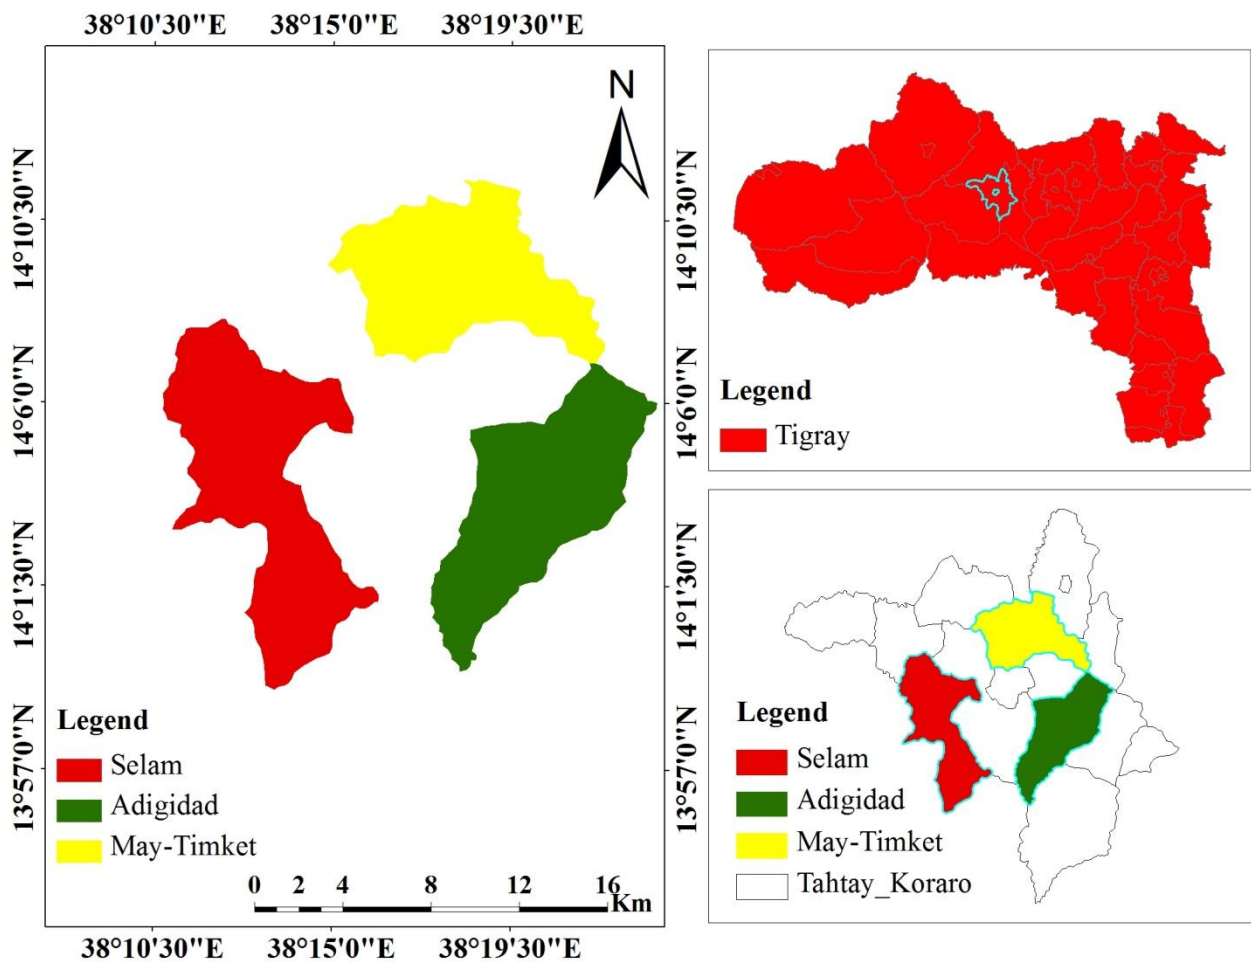 38°10'30"E 38°15'0"E 38°19'30"E
N
14°10'30"N
14°6'0"N
14°1'30"N
13°57'0"N
Legend
Selam
Adigidad
May-Timket
0 2 4 8 12 16
Km
38°10'30"E 38°15'0"E 38°19'30"E
14°10'30"N
14°6'0"N
14°1'30"N
13°57'0"N
Legend
Tigray
Legend
Selam
Adigidad
May-Timket
Tahtay_Koraro